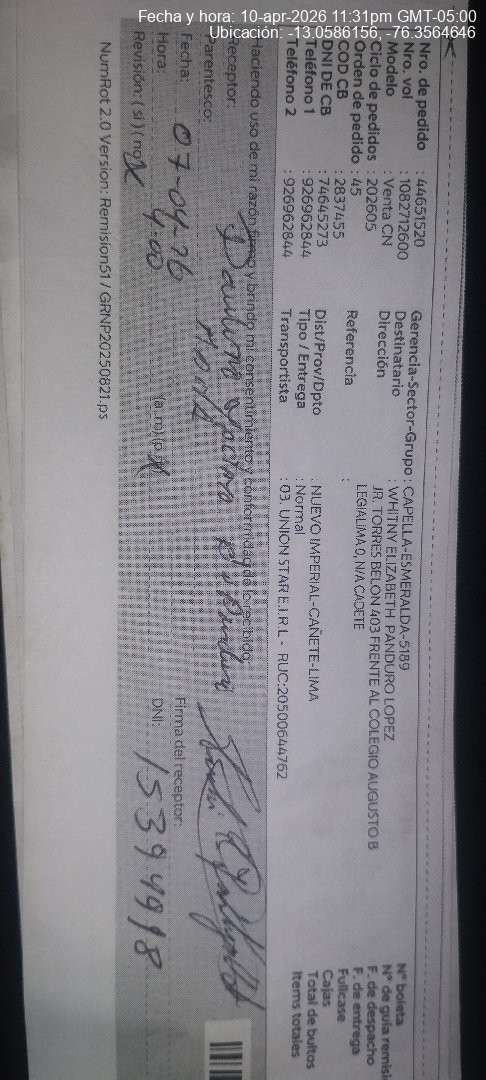 Fecha y hora: 10-apr-2026 11:31pm GMT-05:00
Ubicación: -13.0586156, -76.3564646
Nro. de pedido : 44651520
Nro. vol : 1082712600
Modelo : Venta CN
Ciclo de pedidos : 202605
Orden de pedido : 45
COD CB : 2837455
DNI DE CB : 74645273
Teléfono 1 : 926962844
Teléfono 2 : 926962844
Gerencia-Sector-Grupo : CAPELLA-ESMERALDA-5189
Destinatario : WHITNY ELIZABETH PANDURO LOPEZ
Dirección : JR. TORRES BELON 403 FRENTE AL COLEGIO AUGUSTO B
LEGIALIMA 0, N/A CADETE
Referencia :
Dist/Prov/Dpto : NUEVO IMPERIAL-CAÑETE-LIMA
Tipo / Entrega : Normal
Transportista : 03. UNION STAR E.I.R.L - RUC:20500644762
N° boleta
N° de guía remisi
F. de despacho
F. de entrega
Fullcase
Cajas
Total de bultos
Items totales
Haciendo uso de mi razón firmo y brindo mi consentimiento y conformidad de lo recibido.
Receptor:
Parentesco:
Fecha: 07-04-26
Hora: 4:00 (a.m) (p.
Revisión: ( si ) ( no X
Firma del receptor:
DNI: 15394998
NumRot 2.0 Version: Remision51 / GRNP20250821.ps